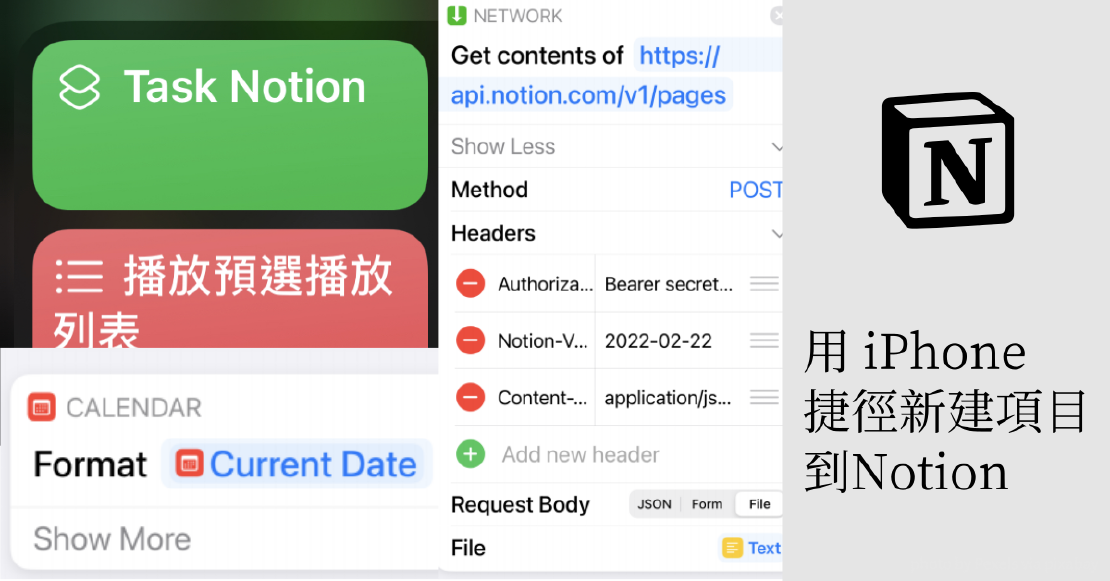 Task Notion
播放預選播放
列表
CALENDAR
Format Current Date
Show More
NETWORK
Get contents of https://
api.notion.com/v1/pages
Show Less
Method POST
Headers
Authoriza... Bearer secret...
Notion-V... 2022-02-22
Content-... application/js...
Add new header
Request Body JSON Form File
File Text
N
用 iPhone
捷徑新建項目
到Notion